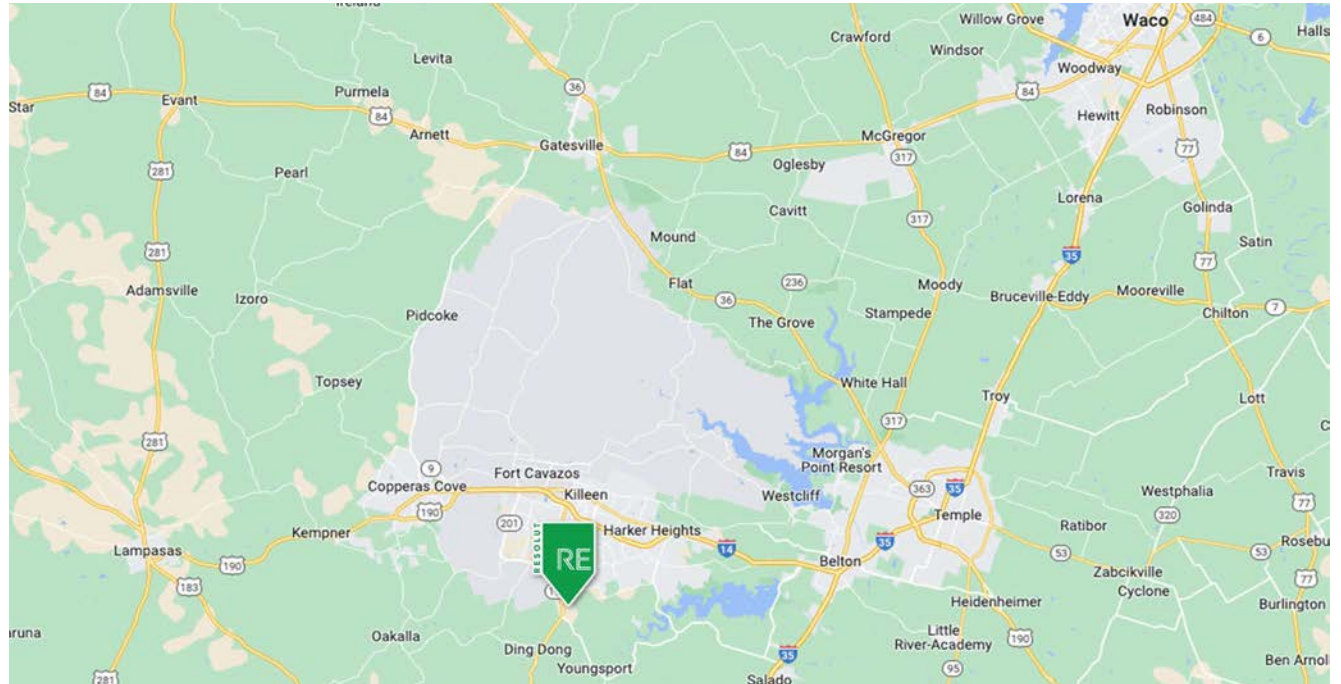 Ireland
Willow Grove
Waco
484
6
Halls
Levita
Crawford
Windsor
Woodway
Star
84
Evant
Purmela
84
36
84
Hewitt
Robinson
Arnett
Gatesville
84
McGregor
317
77
281
Pearl
Oglesby
Lorena
Golinda
Cavitt
317
Satin
Mound
35
281
Flat
236
77
Adamsville
Izoro
36
Moody
Bruceville-Eddy
Mooreville
7
Pidcoke
The Grove
Stampede
Chilton
Topsey
White Hall
Troy
Lott
281
317
C
9
Fort Cavazos
Morgan's
Point Resort
Travis
Copperas Cove
Killeen
Westcliff
363
35
Westphalia
77
190
201
Harker Heights
Temple
320
Kempner
RESOLUT
RE
14
35
Ratibor
Rosebu
Lampasas
190
Belton
53
53
183
Zabcikville
77
Cyclone
Heidenheimer
Burlington
aruna
Oakalla
Ding Dong
Little
River-Academy
190
Youngsport
35
95
Ben Arnol
281
Salado